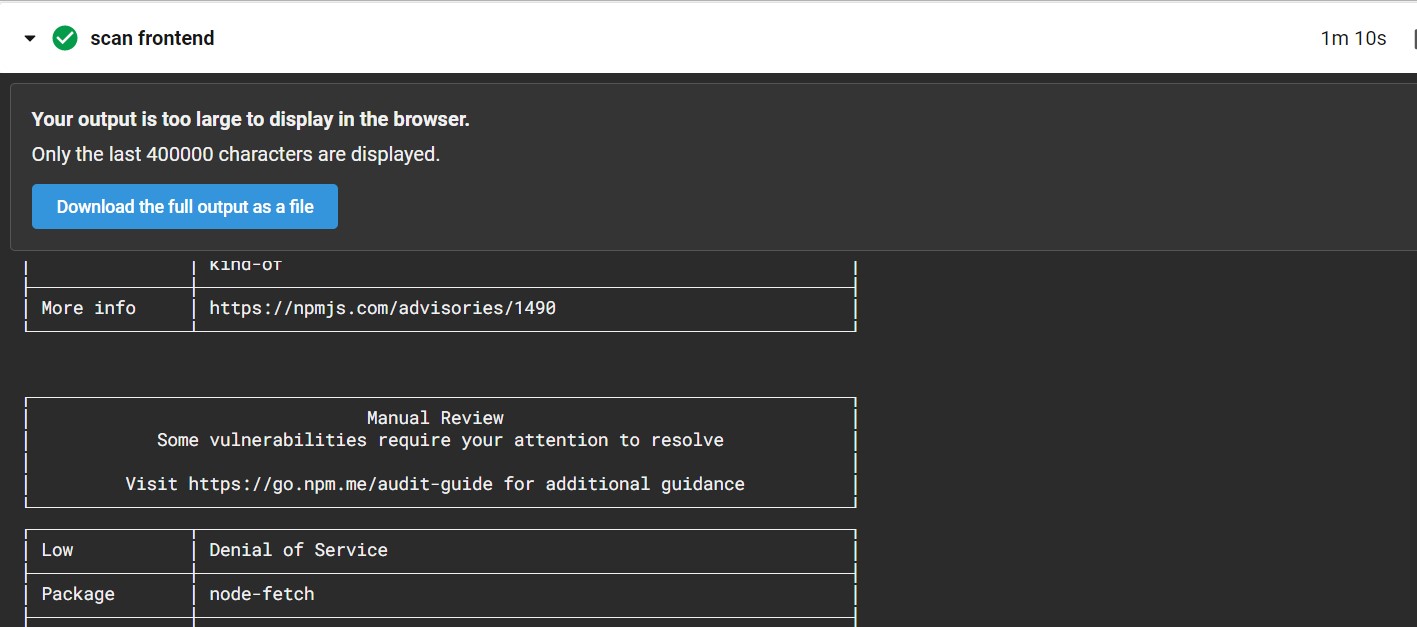 scan frontend
1m 10s
Your output is too large to display in the browser.
Only the last 400000 characters are displayed.
Download the full output as a file
kind-of
More info https://npmjs.com/advisories/1490
Manual Review
Some vulnerabilities require your attention to resolve
Visit https://go.npm.me/audit-guide for additional guidance
Low Denial of Service
Package node-fetch